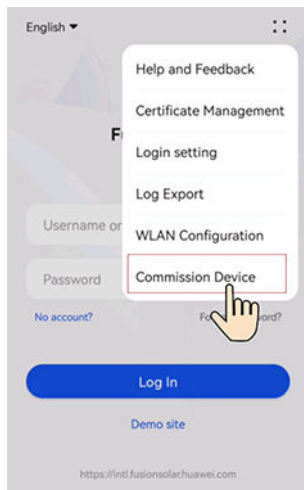 English ▼
Help and Feedback
Certificate Management
F
Login setting
Log Export
Username or
WLAN Configuration
Password
Commission Device
No account?
Log In
Demo site
https://intl.fusionsolar.huawei.com